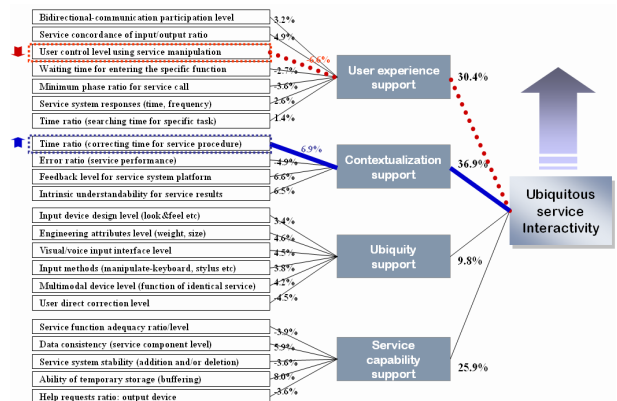 Bidirectional-communication participation level
3.2%
Service concordance of input/output ratio
4.9%
User control level using service manipulation
-6.6%
Waiting time for entering the specific function
-2.7%
Minimum phase ratio for service call
-3.6%
Service system responses (time, frequency)
2.6%
Time ratio (searching time for specific task)
1.4%
User experience
support
30.4%
Time ratio (correcting time for service procedure)
6.9%
Error ratio (service performance)
-4.9%
Feedback level for service system platform
6.6%
Intrinsic understandability for service results
6.5%
Contextualization
support
36.9%
Ubiquitous
service
Interactivity
Input device design level (look&feel etc)
3.4%
Engineering attributes level (weight, size)
4.6%
Visual/voice input interface level
4.5%
Input methods (manipulate-keyboard, stylus etc)
3.8%
Multimodal device level (function of identical service)
4.2%
User direct correction level
-4.5%
Ubiquity
support
9.8%
Service function adequacy ratio/level
-3.9%
Data consistency (service component level)
5.9%
Service system stability (addition and/or deletion)
-3.6%
Ability of temporary storage (buffering)
8.0%
Help requests ratio: output device
-3.6%
Service
capability
support
25.9%